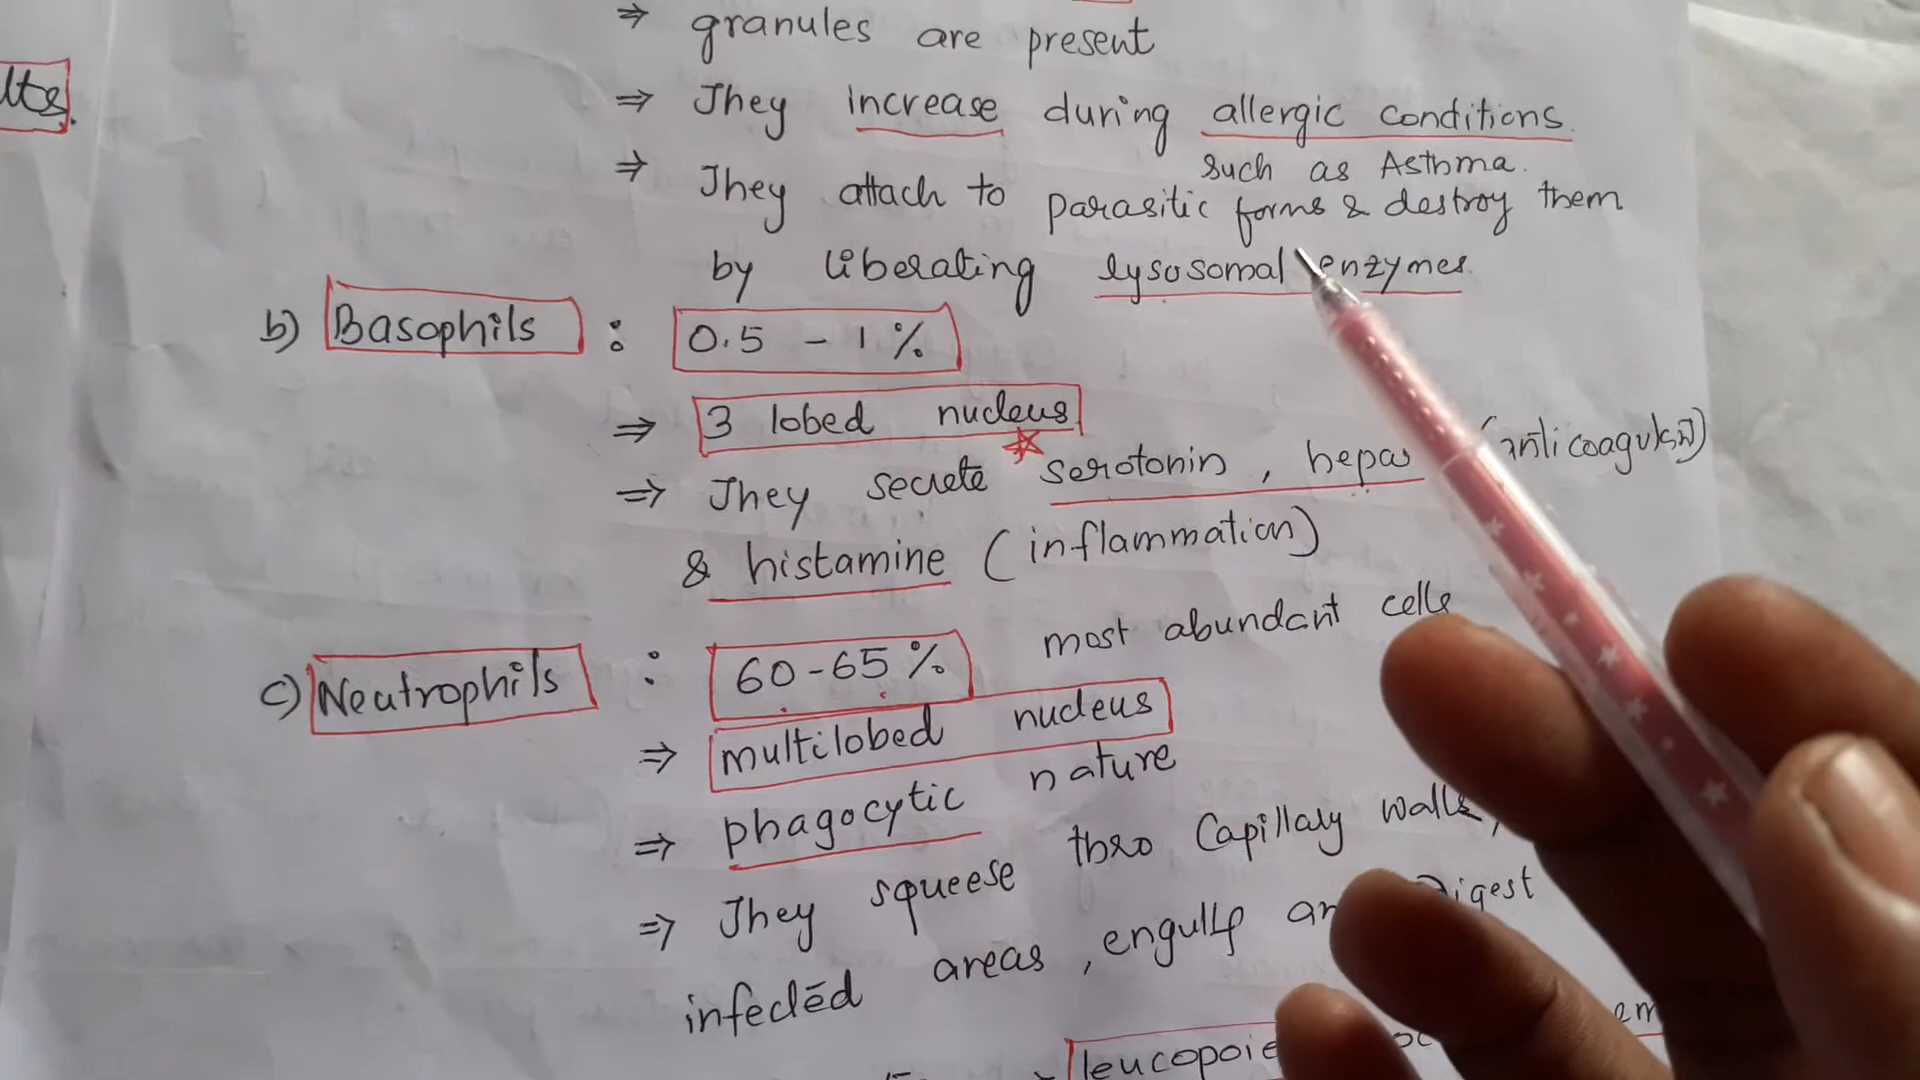 ⇒ granules are present
lts.
⇒ They increase during allergic conditions.
such as Asthma.
⇒ They attach to parasitic forms & destroy them
by liberating lysosomal enzymes.
b) Basophils : 0.5 - 1 %
⇒ 3 lobed nucleus
⇒ They secrete serotonin, hepa
& histamine (inflammation)
c) Neutrophils : 60-65 % most abundant cells
⇒ multilobed nucleus
⇒ phagocytic nature
⇒ They squeese thro Capillary walls,
infected areas, engulf an Digest
leucopoie